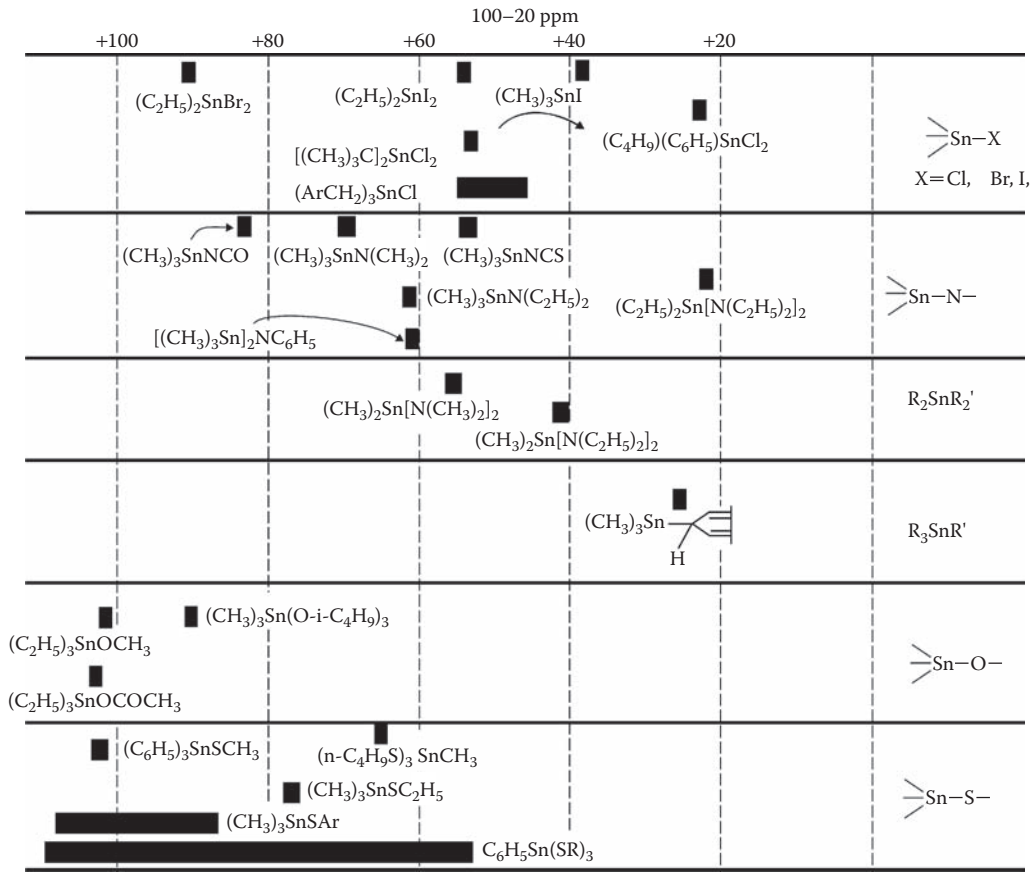 100–20 ppm
+100 +80 +60 +40 +20
(C₂H₅)₂SnBr₂
(C₂H₅)₂SnI₂
(CH₃)₃SnI
(C₄H₉)(C₆H₅)SnCl₂
[(CH₃)₃C]₂SnCl₂
(ArCH₂)₃SnCl
Sn–X
X=Cl, Br, I,
(CH₃)₃SnNCO
(CH₃)₃SnN(CH₃)₂
(CH₃)₃SnNCS
(CH₃)₃SnN(C₂H₅)₂
(C₂H₅)₂Sn[N(C₂H₅)₂]₂
[(CH₃)₃Sn]₂NC₆H₅
Sn–N–
(CH₃)₂Sn[N(CH₃)₂]₂
(CH₃)₂Sn[N(C₂H₅)₂]₂
R₂SnR₂'
(CH₃)₃Sn
H
R₃SnR'
(CH₃)₃Sn(O-i-C₄H₉)₃
(C₂H₅)₃SnOCH₃
(C₂H₅)₃SnOCOCH₃
Sn–O–
(C₆H₅)₃SnSCH₃
(n-C₄H₉S)₃ SnCH₃
(CH₃)₃SnSC₂H₅
(CH₃)₃SnSAr
C₆H₅Sn(SR)₃
Sn–S–